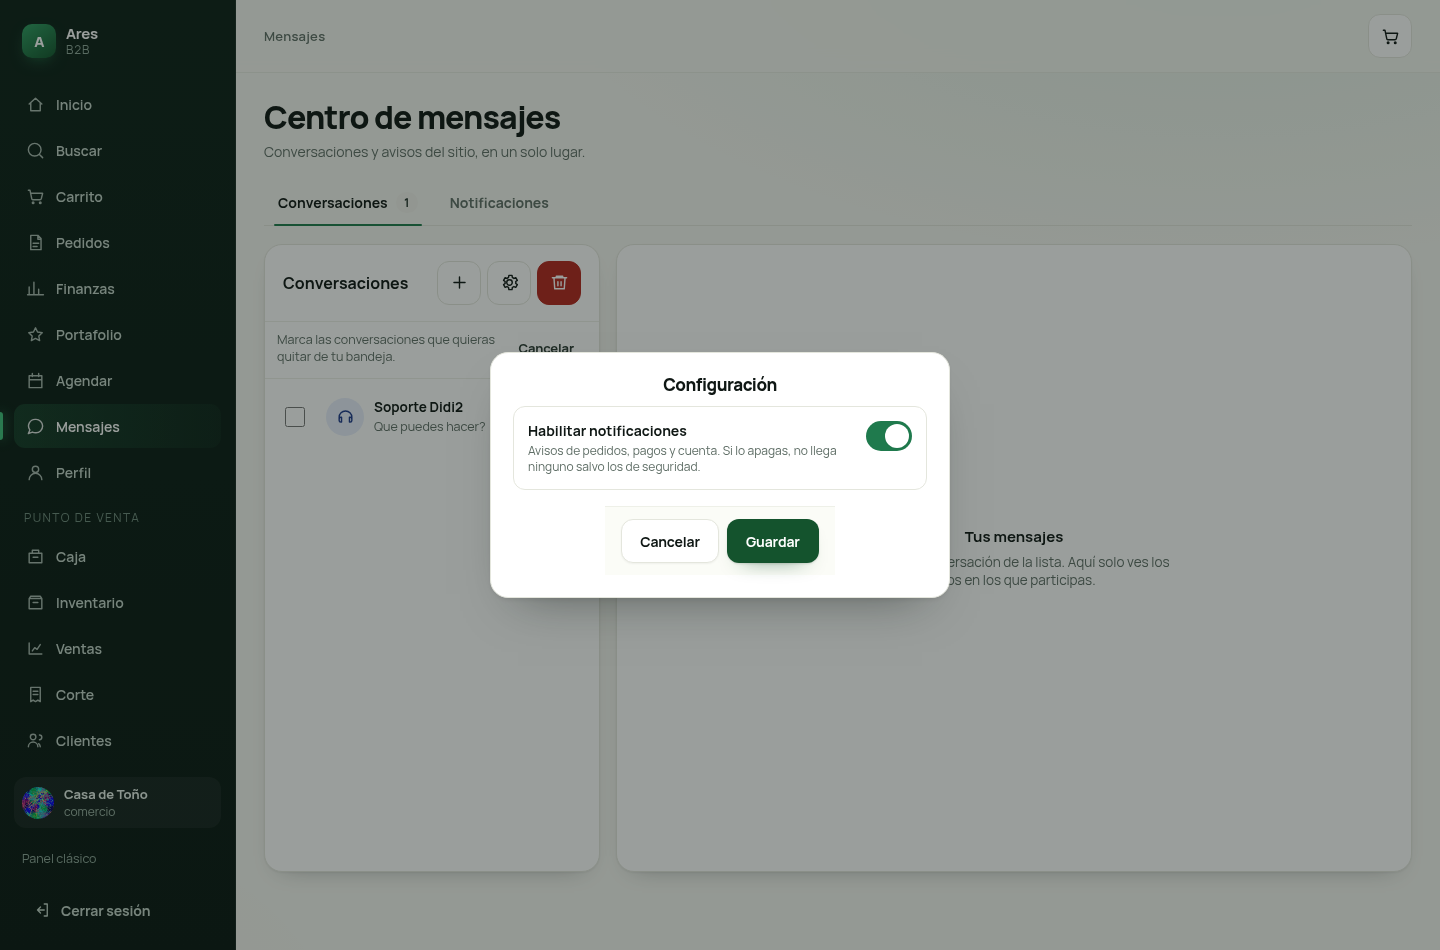 A
Ares
B2B
Inicio
Buscar
Carrito
Pedidos
Finanzas
Portafolio
Agendar
Mensajes
Perfil
PUNTO DE VENTA
Caja
Inventario
Ventas
Corte
Clientes
Casa de Toño
comercio
Panel clásico
Cerrar sesión
Mensajes
Centro de mensajes
Conversaciones y avisos del sitio, en un solo lugar.
Conversaciones 1
Notificaciones
Conversaciones
Marca las conversaciones que quieras
quitar de tu bandeja.
Cancelar
Soporte Didi2
Que puedes hacer?
Configuración
Habilitar notificaciones
Avisos de pedidos, pagos y cuenta. Si lo apagas, no llega
ninguno salvo los de seguridad.
Cancelar
Guardar
Tus mensajes
de la lista. Aquí solo ves los
en los que participas.